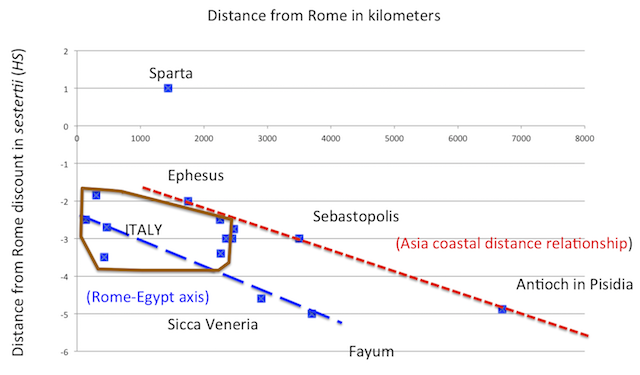 Distance from Rome in kilometers
Distance from Rome discount in sestertii (HS)
2
1
0
-1
-2
-3
-4
-5
-6
0 1000 2000 3000 4000 5000 6000 7000 8000
Sparta
Ephesus
ITALY
Sebastopolis
(Asia coastal distance relationship)
Antioch in Pisidia
(Rome-Egypt axis)
Sicca Veneria
Fayum